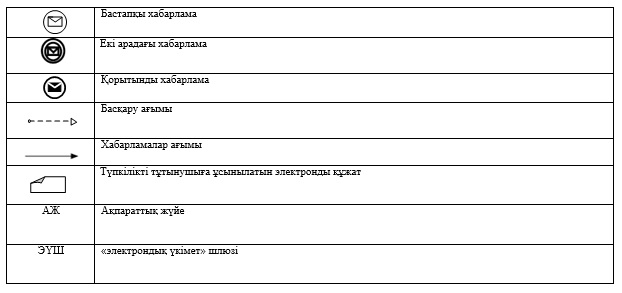 Бастапқы хабарлама
Екі арадағы хабарлама
Қорытынды хабарлама
Басқару ағымы
Хабарламалар ағымы
Түпкілікті тұтынушыға ұсынылатын электронды құжат
АЖ Ақпараттық жүйе
ЭҮШ «электрондық үкімет» шлюзі